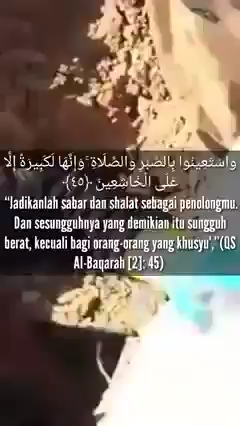 وَاسْتَعِينُوا بِالصَّبْرِ وَالصَّلَاةِ ۚ وَإِنَّهَا لَكَبِيرَةٌ إِلَّا
عَلَى الْخَاشِعِينَ ﴿٤٥﴾
“Jadikanlah sabar dan shalat sebagai penolongmu.
Dan sesungguhnya yang demikian itu sungguh
berat, kecuali bagi orang-orang yang khusyu',”(QS
Al-Baqarah [2]: 45)